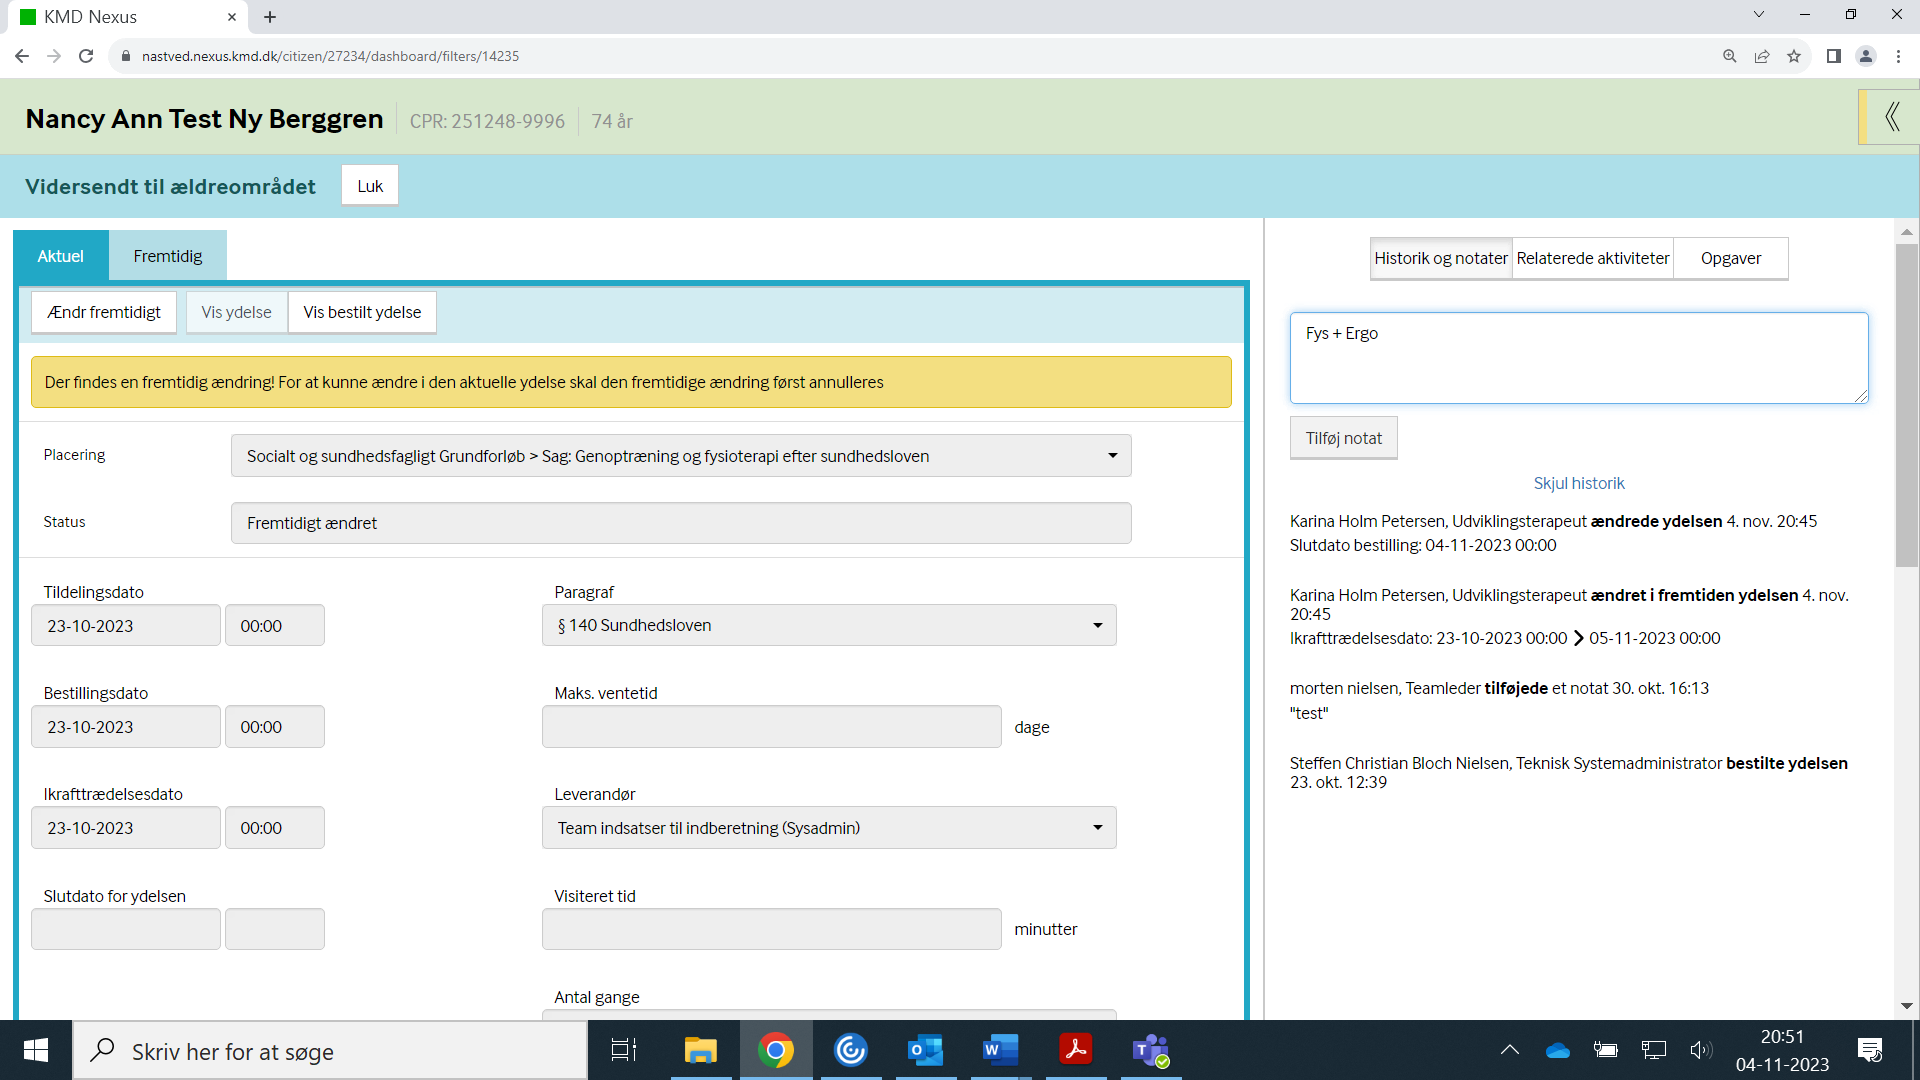 KMD Nexus
nastved.nexus.kmd.dk/citizen/27234/dashboard/filters/14235
Nancy Ann Test Ny Berggren CPR: 251248-9996 74 år
Vidersendt til ældreområdet Luk
Aktuel Fremtidig
Ændr fremtidigt Vis ydelse Vis bestilt ydelse
Der findes en fremtidig ændring! For at kunne ændre i den aktuelle ydelse skal den fremtidige ændring først annulleres
Placering Socialt og sundhedsfagligt Grundforløb > Sag: Genoptræning og fysioterapi efter sundhedsloven
Status Fremtidigt ændret
Tildelingsdato
23-10-2023 00:00
Paragraf
§ 140 Sundhedsloven
Bestillingsdato
23-10-2023 00:00
Maks. ventetid
dage
Ikrafttrædelsesdato
23-10-2023 00:00
Leverandør
Team indsatser til indberetning (Sysadmin)
Slutdato for ydelsen
Visiteret tid
minutter
Antal gange
Historik og notater Relaterede aktiviteter Opgaver
Fys + Ergo
Tilføj notat
Skjul historik
Karina Holm Petersen, Udviklingsterapeut ændrede ydelsen 4. nov. 20:45
Slutdato bestilling: 04-11-2023 00:00
Karina Holm Petersen, Udviklingsterapeut ændret i fremtiden ydelsen 4. nov.
20:45
Ikrafttrædelsesdato: 23-10-2023 00:00 > 05-11-2023 00:00
morten nielsen, Teamleder tilføjede et notat 30. okt. 16:13
"test"
Steffen Christian Bloch Nielsen, Teknisk Systemadministrator bestilte ydelsen
23. okt. 12:39
Skriv her for at søge
20:51
04-11-2023